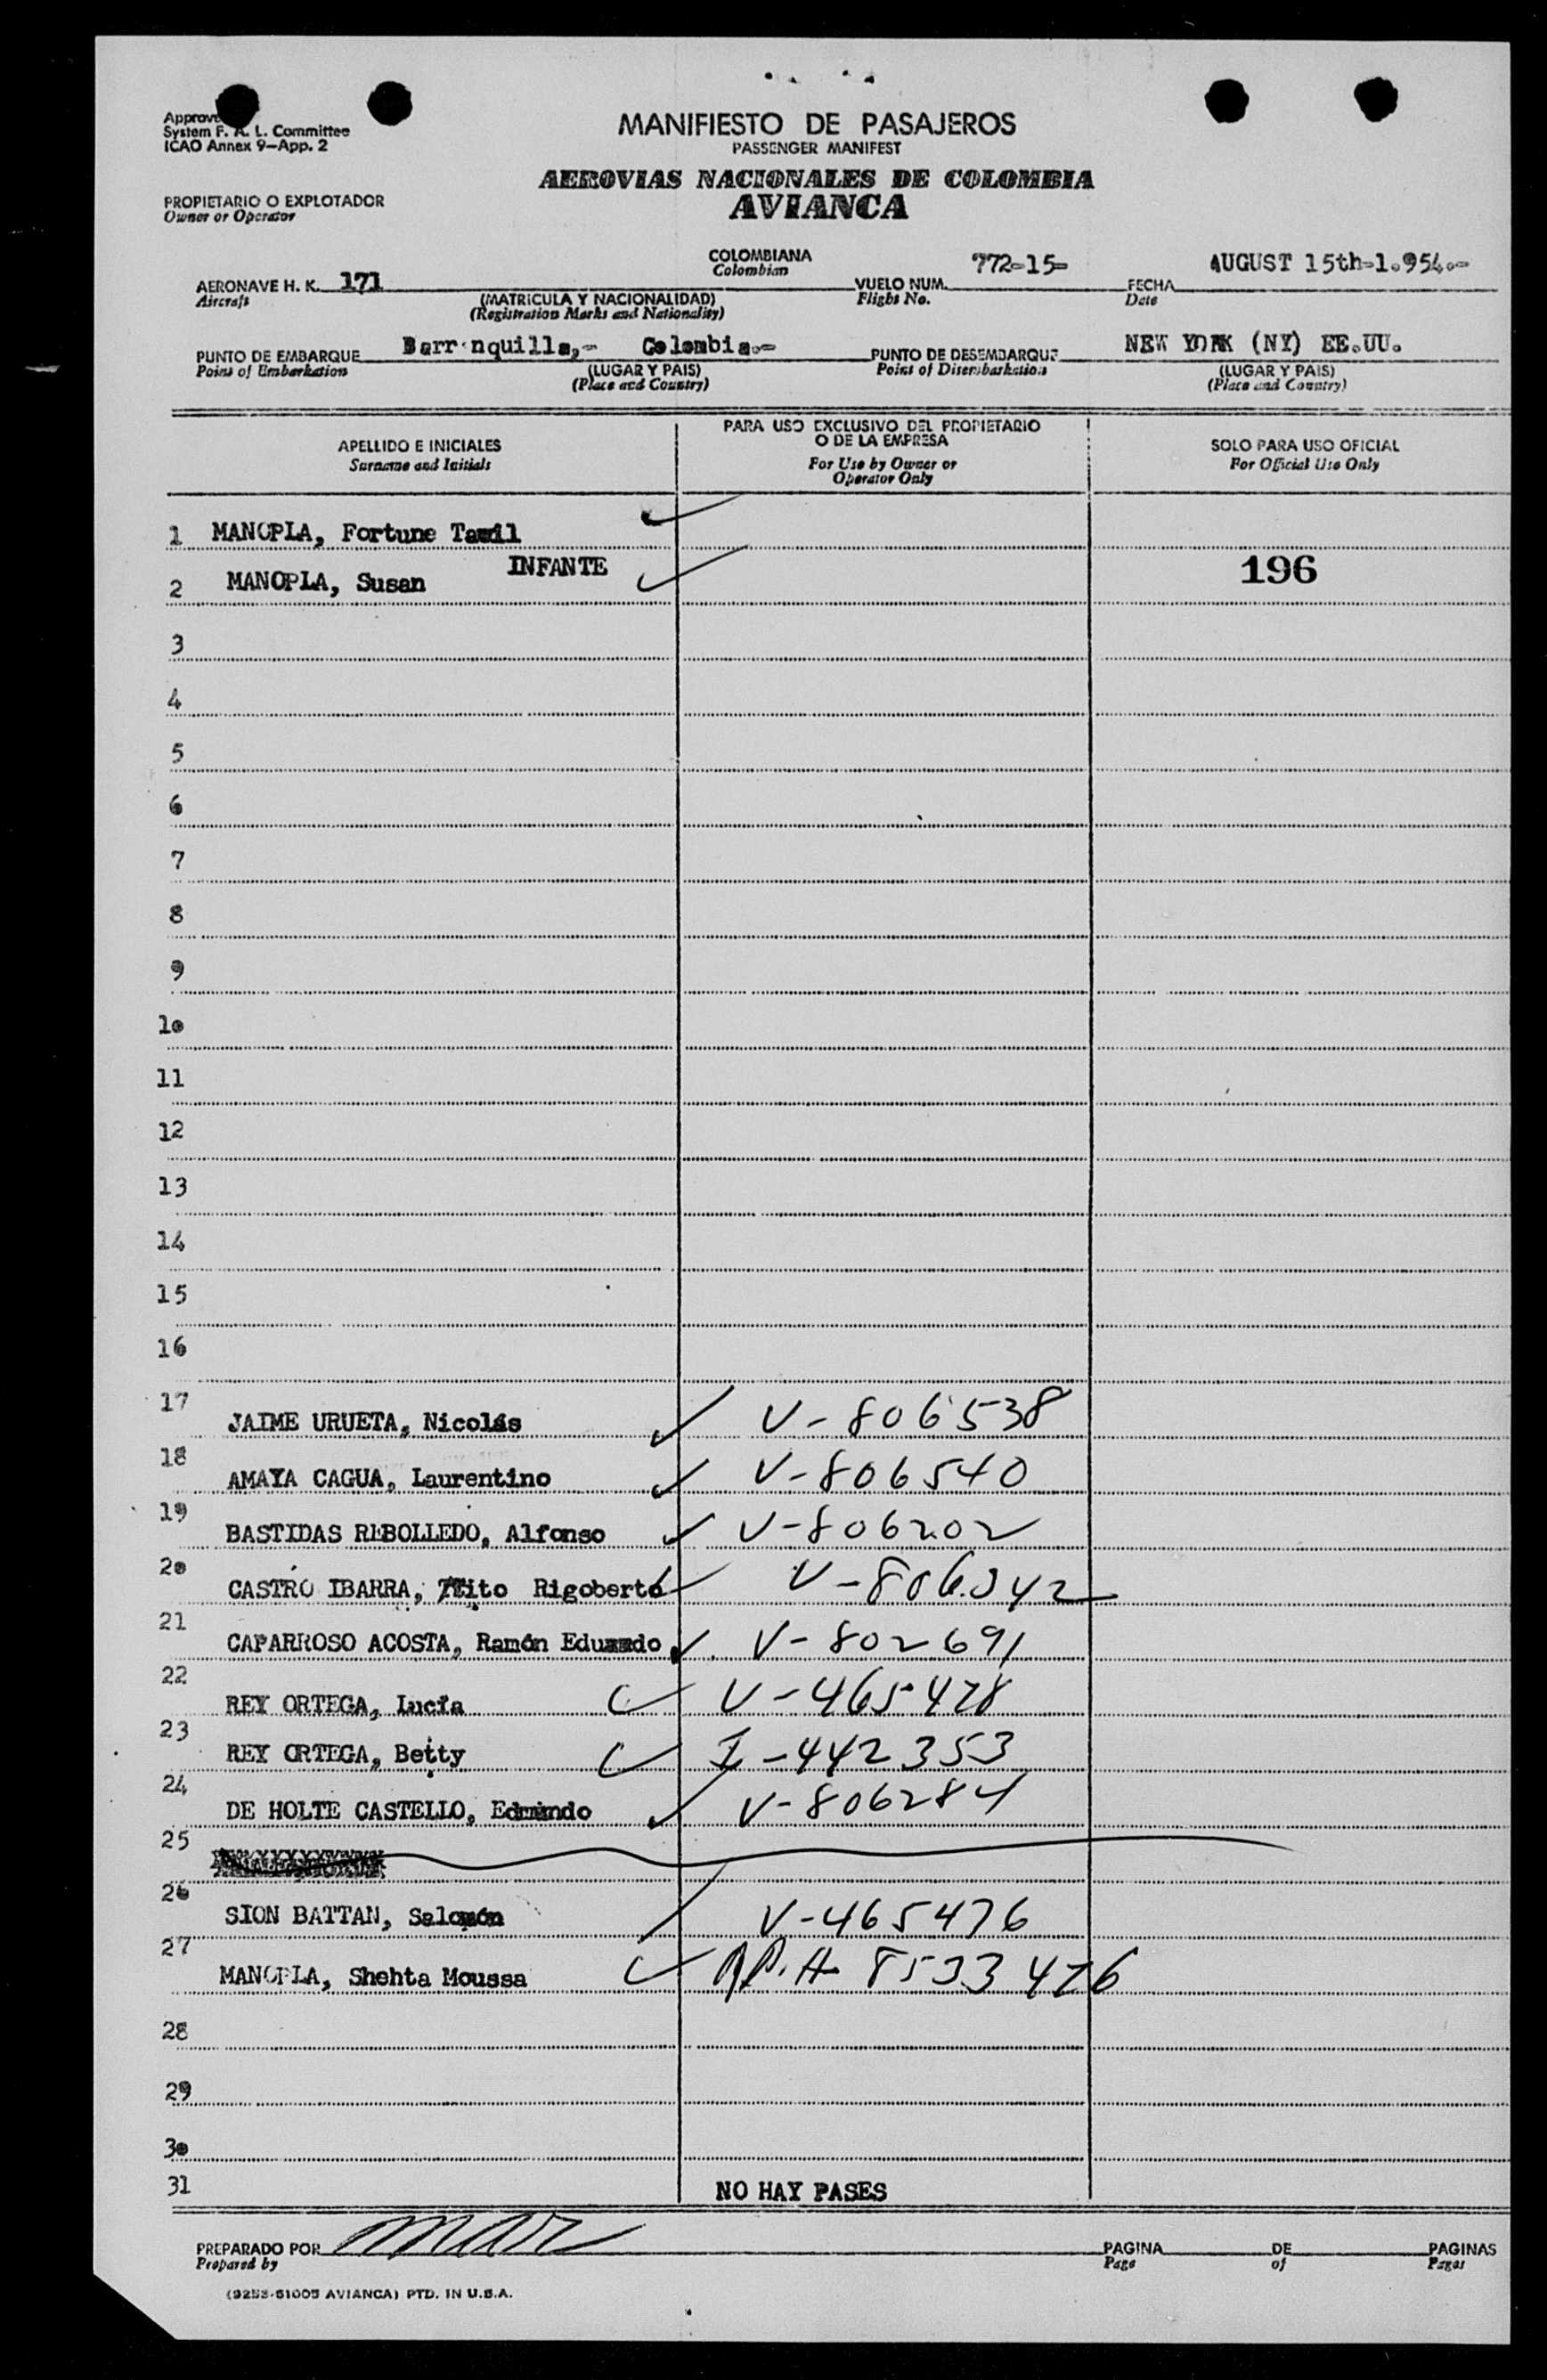 System F. A. L. Committee
ICAO Annex 9-App. 2
MANIFIESTO DE PASAJEROS
PASSENGER MANIFEST
AEROVIAS NACIONALES DE COLOMBIA
AVIANCA
PROPIETARIO O EXPLOTADOR
Owner or Operator
AERONAVE H. K. 171 COLOMBIANA VUELO NUM. 772-15- FECHA AUGUST 15th-1.954.-
Aircraft Colombian Flight No. Date
(MATRICULA Y NACIONALIDAD)
(Registration Marks and Nationality)
PUNTO DE EMBARQUE Barranquilla,- Colombia.- PUNTO DE DESEMBARQUE NEW YORK (NY) EE.UU.
Point of Embarkation (LUGAR Y PAIS) Point of Disembarkation (LUGAR Y PAIS)
(Place and Country) (Place and Country)
APELLIDO E INICIALES
Surname and Initials
PARA USO EXCLUSIVO DEL PROPIETARIO
O DE LA EMPRESA
For Use by Owner or
Operator Only
SOLO PARA USO OFICIAL
For Official Use Only
1 MANOPLA, Fortune Tawil
2 MANOPLA, Susan INFANTE 196
3
4
5
6
7
8
9
10
11
12
13
14
15
16
17 JAIME URUETA, Nicolás V-806538
18 AMAYA CAGUA, Laurentino V-806540
19 BASTIDAS REBOLLEDO, Alfonso V-806202
20 CASTRO IBARRA, Tito Rigoberto V-806342
21 CAPARROSO ACOSTA, Ramón Eduardo V-802691
22 REY ORTEGA, Lucía V-465478
23 REY ORTEGA, Betty I-442353
24 DE HOLTE CASTELLO, Edmundo V-806284
25
26 SION BATTAN, Salomón V-465476
27 MANOPLA, Shehta Moussa 8533476
28
29
30
31 NO HAY PASES
PREPARADO POR PAGINA DE PAGINAS
Prepared by Page of Pages
(9253-51005 AVIANCA) PTD. IN U.S.A.